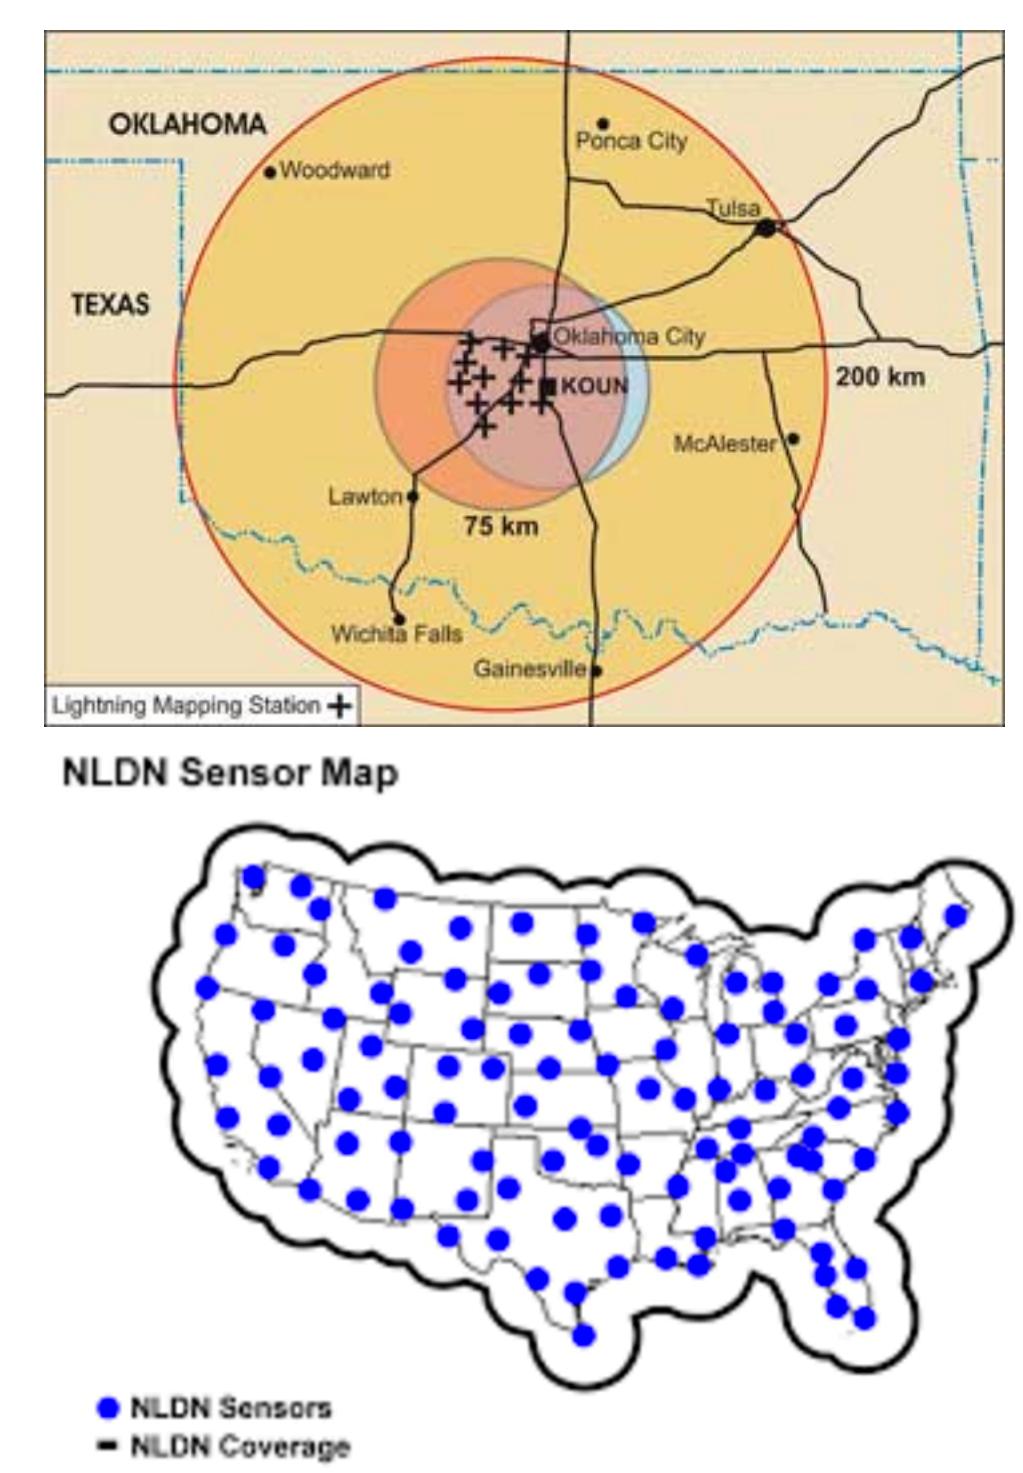 OKLAHOMA
Ponca City
Woodward
Tulsa
TEXAS
Oklahoma City
200 km
KOUN
McAlester
Lawton
75 km
Wichita Falls
Gainesville
Lightning Mapping Station
NLDN Sensor Map
NLDN Sensors
NLDN Coverage